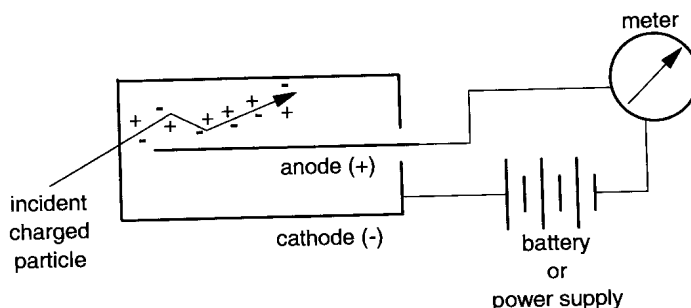 meter
anode (+)
incident
charged
particle
cathode (-)
battery
or
power supply
+ - + - + - + - + - + -